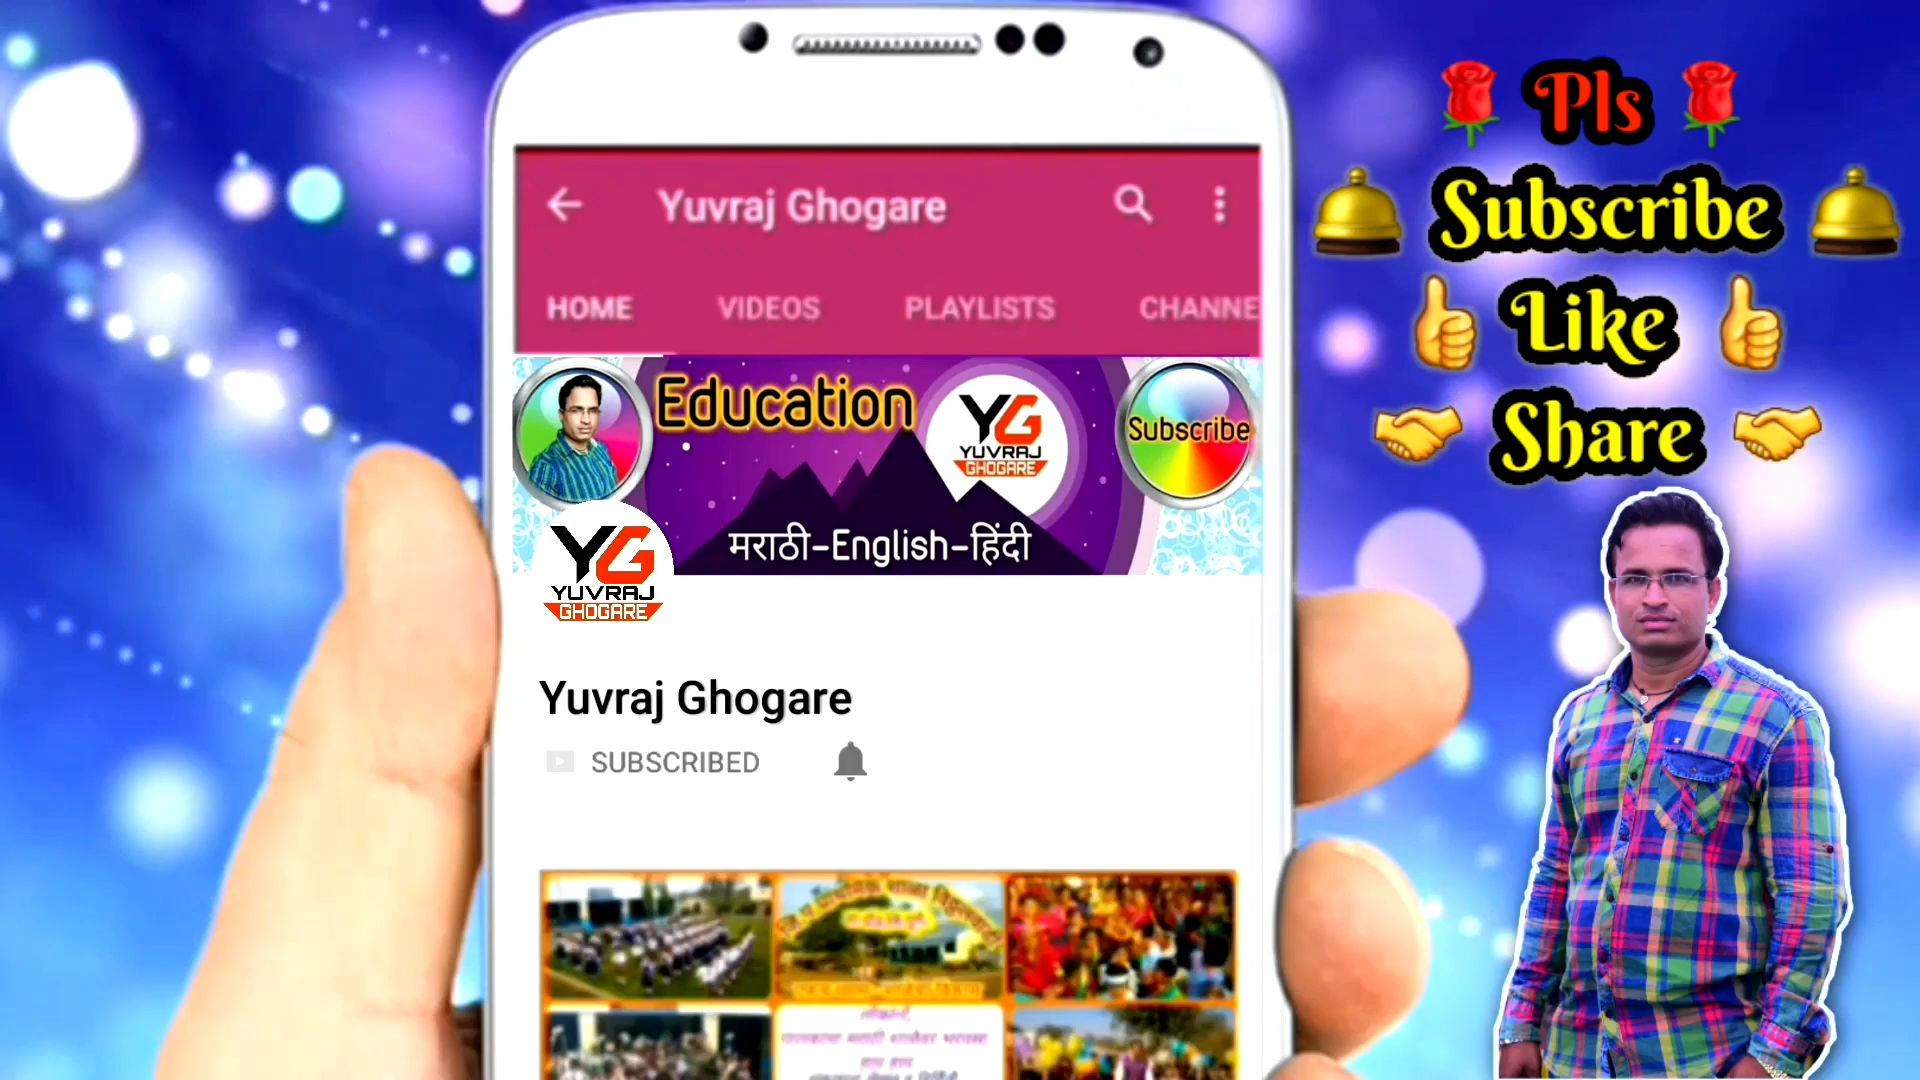 Pls
Subscribe
Like
Share
Yuvraj Ghogare
HOME VIDEOS PLAYLISTS CHANNE
Education
YG
YUVRAJ
GHOGARE
Subscribe
मराठी-English-हिंदी
YG
YUVRAJ
GHOGARE
Yuvraj Ghogare
SUBSCRIBED